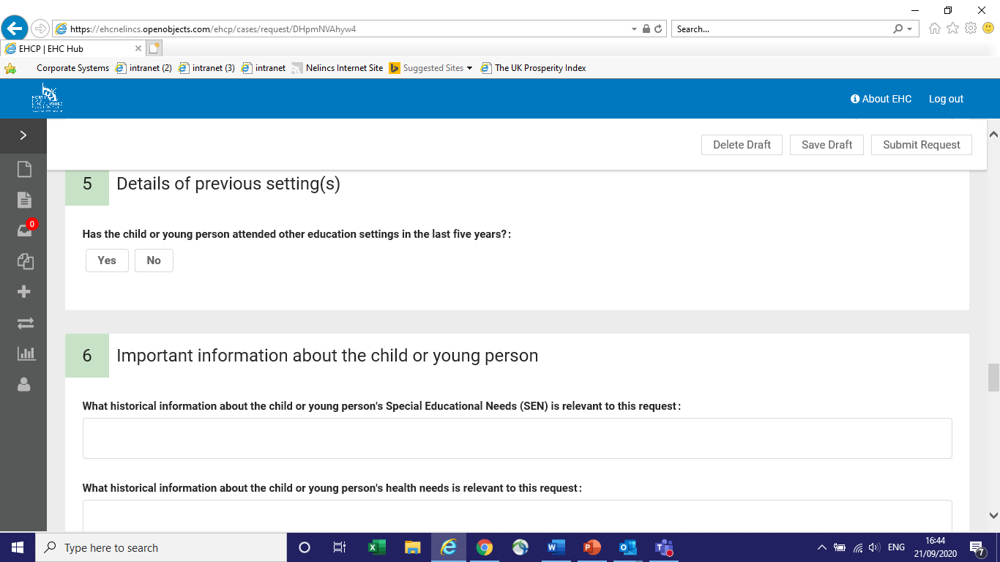 https://ehcnelincs.openobjects.com/ehcp/cases/request/DHpmNVAhyw4
Search...
EHCP | EHC Hub
Corporate Systems intranet (2) intranet (3) intranet Nelincs Internet Site Suggested Sites The UK Prosperity Index
About EHC Log out
Delete Draft Save Draft Submit Request
5 Details of previous setting(s)
0
Has the child or young person attended other education settings in the last five years?:
Yes No
6 Important information about the child or young person
What historical information about the child or young person's Special Educational Needs (SEN) is relevant to this request:
What historical information about the child or young person's health needs is relevant to this request:
Type here to search
ENG
16:44
21/09/2020
7